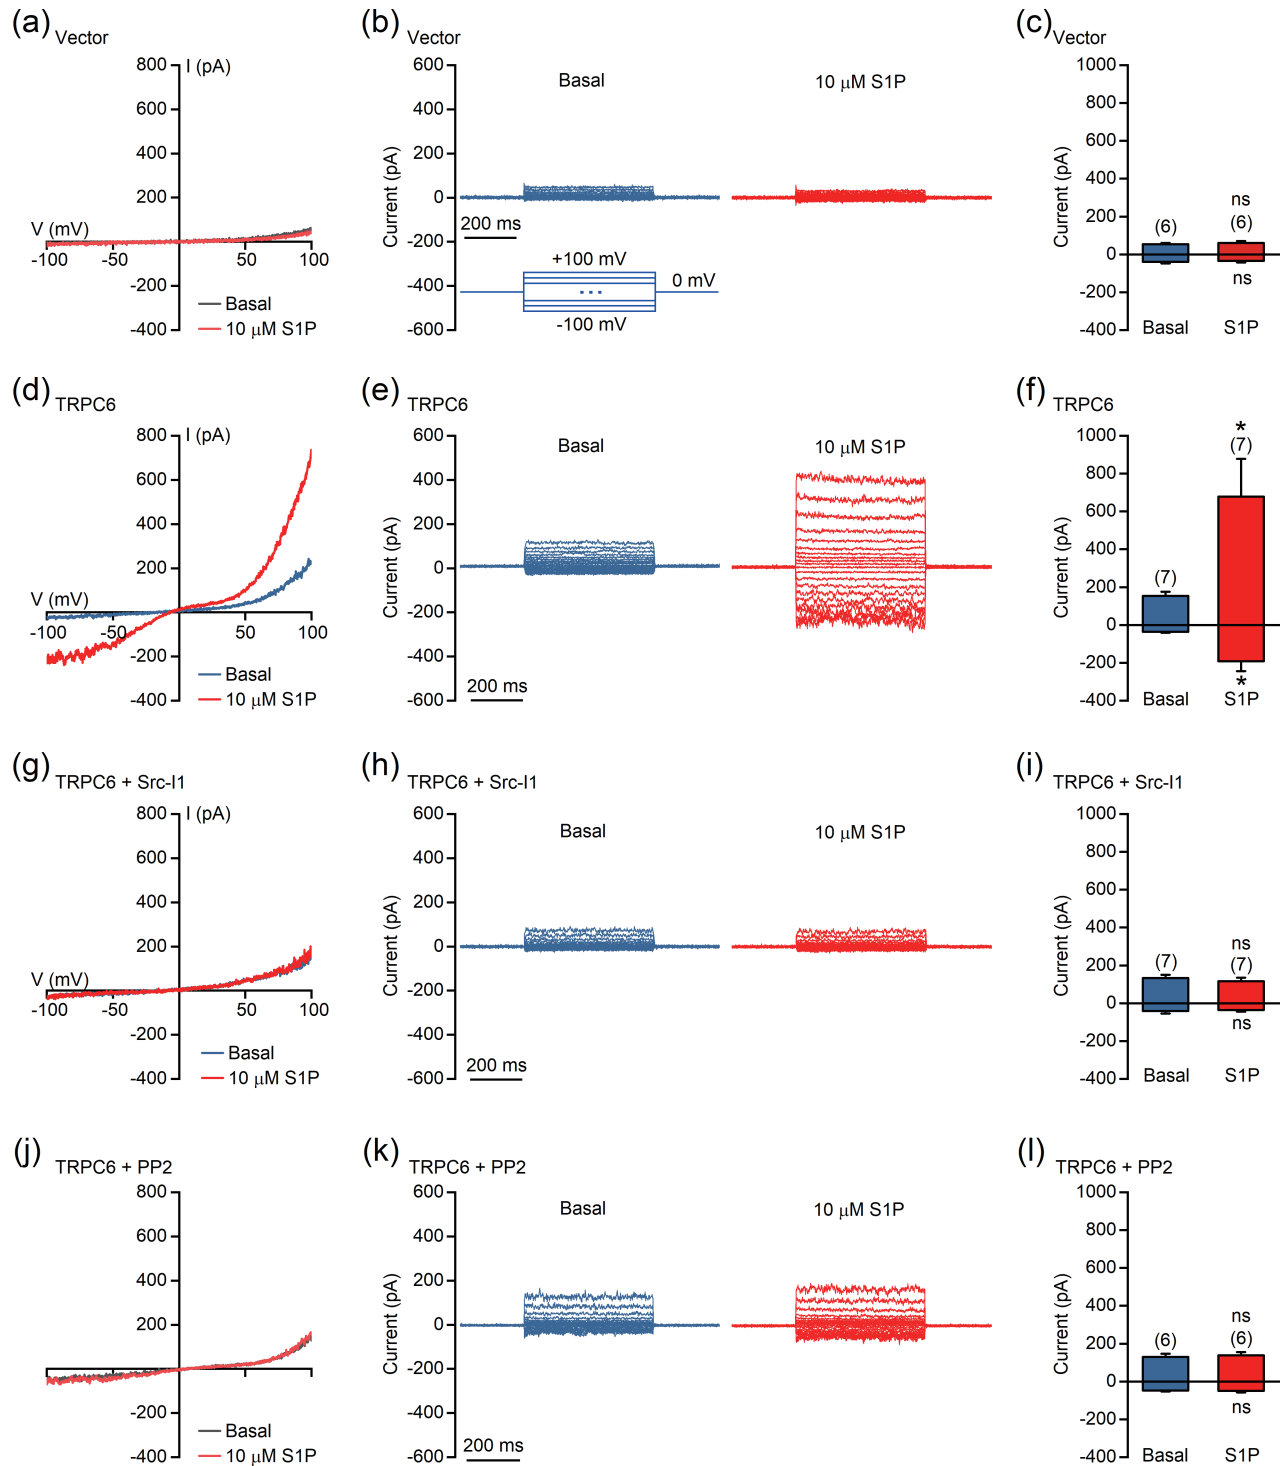 (a)
Vector
I (pA)
800
600
400
200
V (mV)
-100
-50
50
100
-200
-400
Basal
10 μM S1P
(b)
Vector
Current (pA)
600
400
200
0
-200
-400
-600
Basal
10 μM S1P
200 ms
+100 mV
0 mV
-100 mV
(c)
Vector
Current (pA)
1000
800
600
400
200
0
-200
-400
(6)
ns
(6)
ns
Basal
S1P
(d)
TRPC6
I (pA)
800
600
400
200
V (mV)
-100
-50
50
100
-200
-400
Basal
10 μM S1P
(e)
TRPC6
Current (pA)
600
400
200
0
-200
-400
-600
Basal
10 μM S1P
200 ms
(f)
TRPC6
Current (pA)
1000
800
600
400
200
0
-200
-400
(7)
*
(7)
*
Basal
S1P
(g)
TRPC6 + Src-I1
I (pA)
800
600
400
200
V (mV)
-100
-50
50
100
-200
-400
Basal
10 μM S1P
(h)
TRPC6 + Src-I1
Current (pA)
600
400
200
0
-200
-400
-600
Basal
10 μM S1P
200 ms
(i)
TRPC6 + Src-I1
Current (pA)
1000
800
600
400
200
0
-200
-400
(7)
ns
(7)
ns
Basal
S1P
(j)
TRPC6 + PP2
800
600
400
200
-100
-50
50
100
-200
-400
Basal
10 μM S1P
(k)
TRPC6 + PP2
Current (pA)
600
400
200
0
-200
-400
-600
Basal
10 μM S1P
200 ms
(l)
TRPC6 + PP2
Current (pA)
1000
800
600
400
200
0
-200
-400
(6)
ns
(6)
ns
Basal
S1P